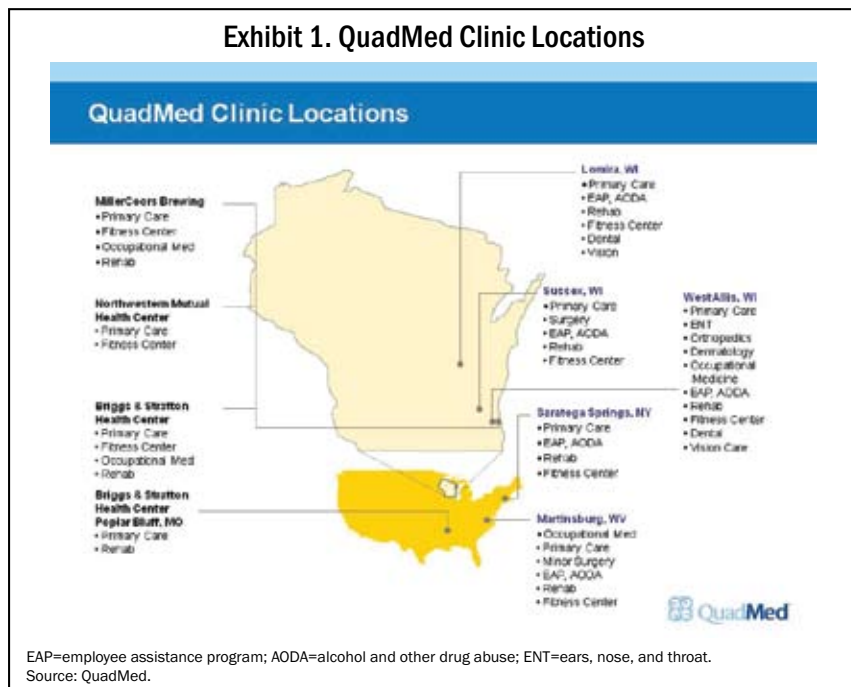 Exhibit 1. QuadMed Clinic Locations
QuadMed Clinic Locations
MillerCoors Brewing
• Primary Care
• Fitness Center
• Occupational Med
• Rehab
Northwestern Mutual
Health Center
• Primary Care
• Fitness Center
Briggs & Stratton
Health Center
• Primary Care
• Fitness Center
• Occupational Med
• Rehab
Briggs & Stratton
Health Center
Poplar Bluff, MO
• Primary Care
• Rehab
Lomira, WI
• Primary Care
• EAP, AODA
• Rehab
• Fitness Center
• Dental
• Vision
Sussex, WI
• Primary Care
• Surgery
• EAP, AODA
• Rehab
• Fitness Center
West Allis, WI
• Primary Care
• ENT
• Orthopedics
• Dermatology
• Occupational
Medicine
• EAP, AODA
• Rehab
• Fitness Center
• Dental
• Vision Care
Saratoga Springs, NY
• Primary Care
• EAP, AODA
• Rehab
• Fitness Center
Martinsburg, WV
• Occupational Med
• Primary Care
• Minor Surgery
• EAP, AODA
• Rehab
• Fitness Center
QuadMed
EAP=employee assistance program; AODA=alcohol and other drug abuse; ENT=ears, nose, and throat.
Source: QuadMed.